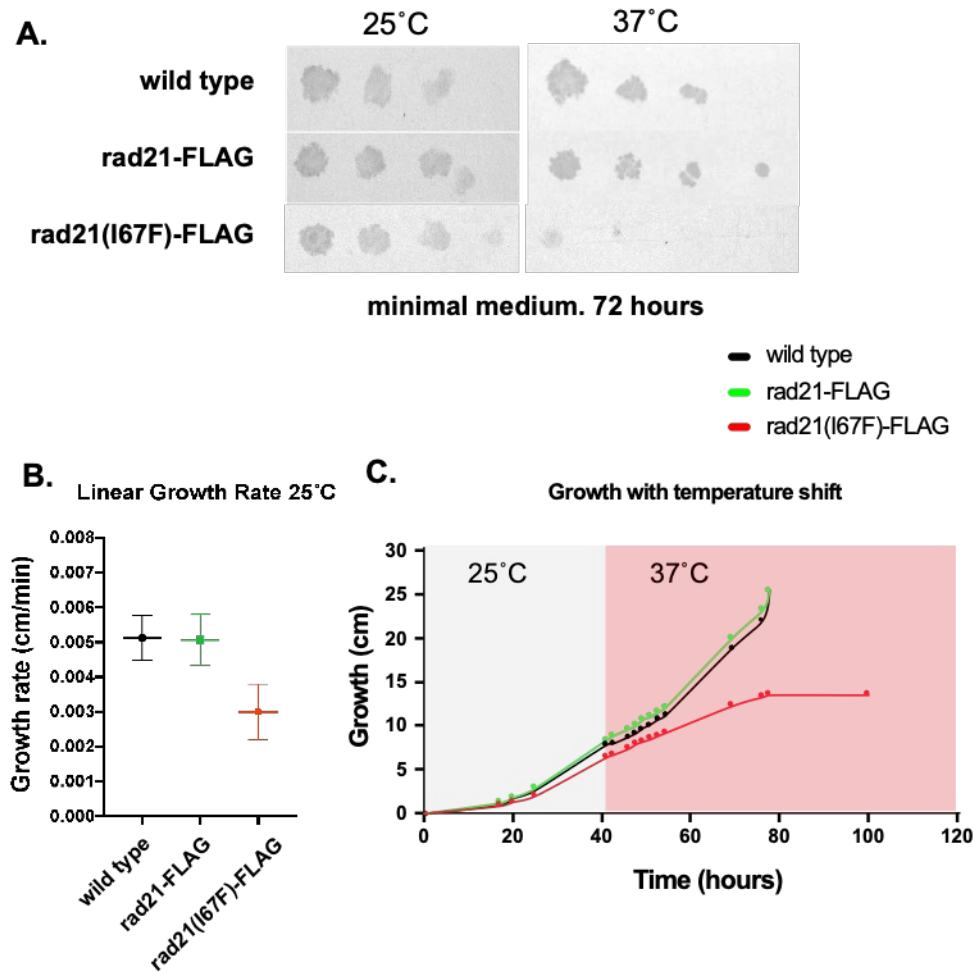 A.
25˚C
37˚C
wild type
rad21-FLAG
rad21(I67F)-FLAG
minimal medium. 72 hours
wild type
rad21-FLAG
rad21(I67F)-FLAG
B.
Linear Growth Rate 25˚C
0.008
0.007
0.006
0.005
0.004
0.003
0.002
0.001
0.000
Growth rate (cm/min)
wild type
rad21-FLAG
rad21(I67F)-FLAG
C.
Growth with temperature shift
25˚C
37˚C
30
25
20
15
10
5
0
Growth (cm)
0 20 40 60 80 100 120
Time (hours)